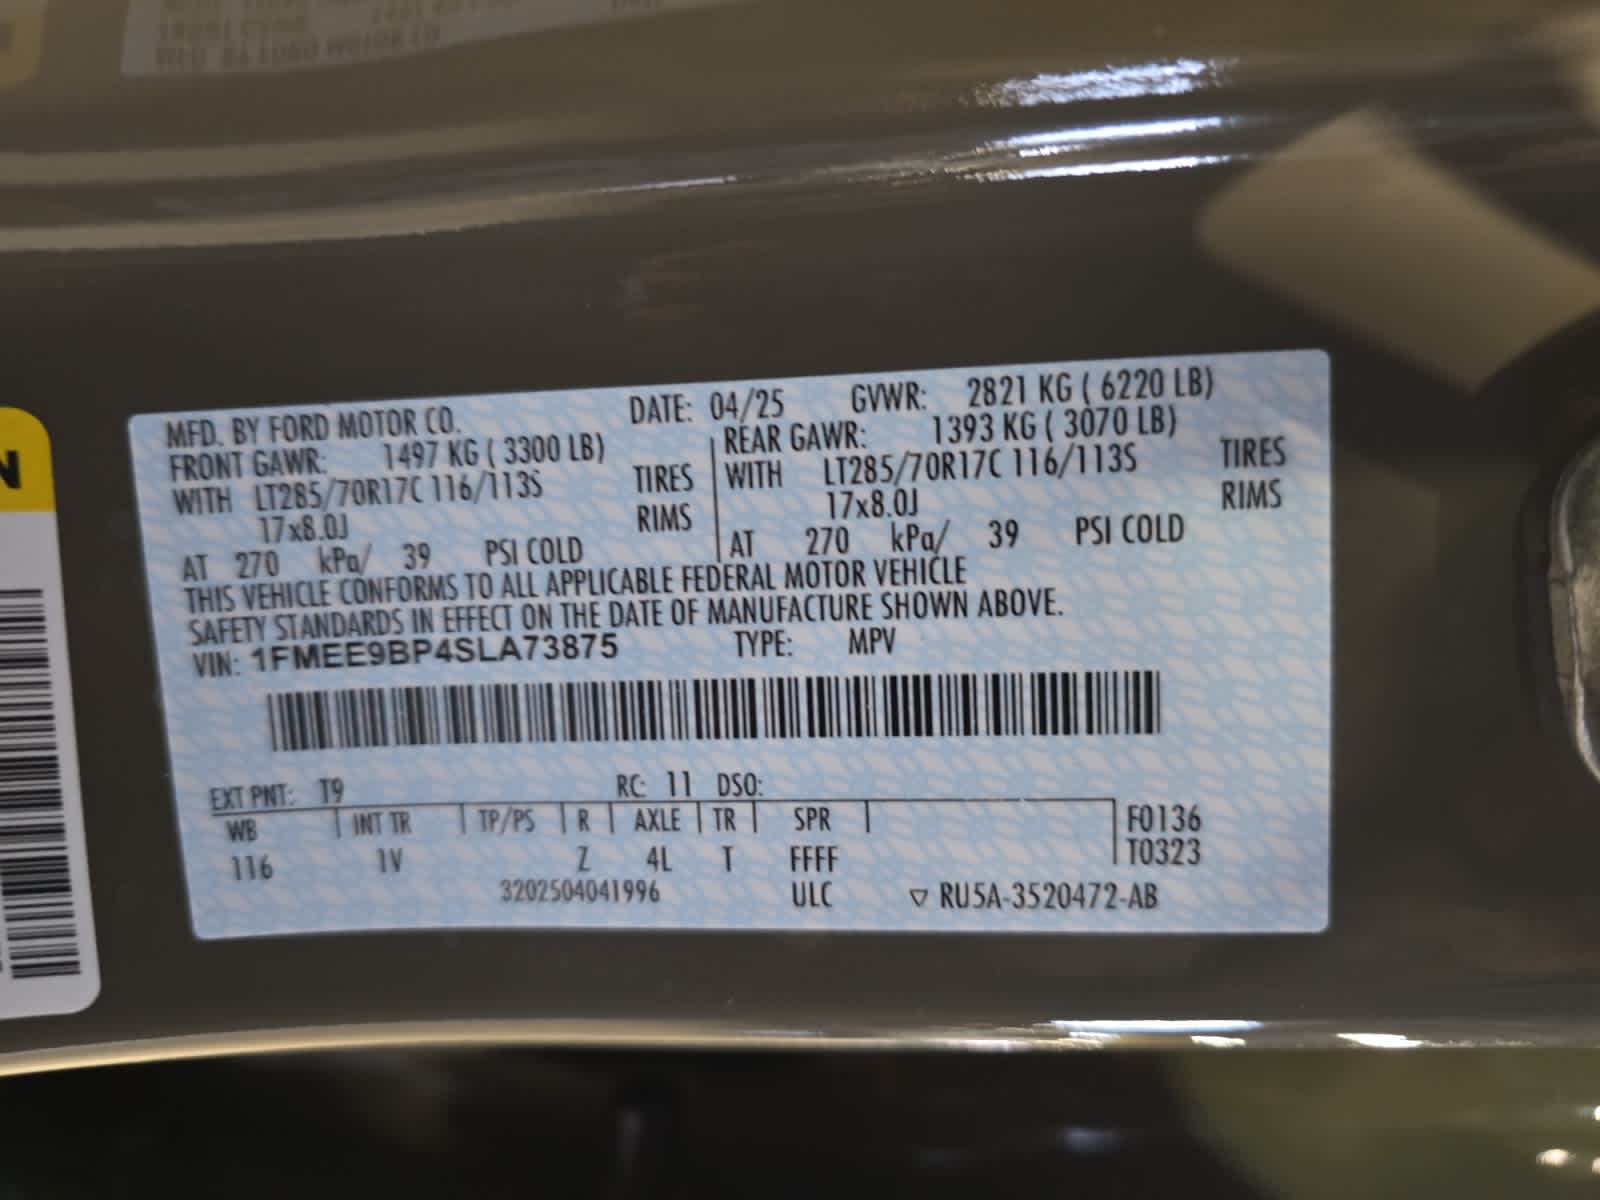 N
MFD. BY FORD MOTOR CO. DATE: 04/25 GVWR: 2821 KG ( 6220 LB)
FRONT GAWR: 1497 KG ( 3300 LB) REAR GAWR: 1393 KG ( 3070 LB)
WITH LT285/70R17C 116/113S TIRES WITH LT285/70R17C 116/113S TIRES
17x8.0J RIMS 17x8.0J RIMS
AT 270 kPa/ 39 PSI COLD AT 270 kPa/ 39 PSI COLD
THIS VEHICLE CONFORMS TO ALL APPLICABLE FEDERAL MOTOR VEHICLE
SAFETY STANDARDS IN EFFECT ON THE DATE OF MANUFACTURE SHOWN ABOVE.
VIN: 1FMEE9BP4SLA73875 TYPE: MPV
EXT PNT: T9 RC: 11 DSO:
WB INT TR TP/PS R AXLE TR SPR F0136
116 1V Z 4L T FFFF T0323
3202504041996 ULC ▽ RU5A-3520472-AB